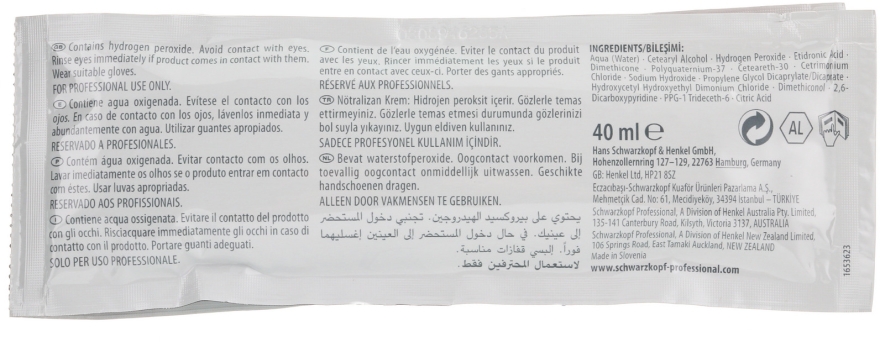 GB Contains hydrogen peroxide. Avoid contact with eyes.
Rinse eyes immediately if product comes in contact with them.
Wear suitable gloves.
FOR PROFESSIONAL USE ONLY.
E Contiene agua oxigenada. Evítese el contacto con los
ojos. En caso de contacto con los ojos, lávenlos inmediata y
abundantemente con agua. Utilizar guantes apropiados.
RESERVADO A PROFESIONALES.
P Contém água oxigenada. Evitar contacto com os olhos.
Lavar imediatamente os olhos se o produto entrar em contacto
com éstes. Usar luvas apropriadas.
RESERVADO AOS PROFISSIONAIS.
I Contiene acqua ossigenata. Evitare il contatto del prodotto
con gli occhi. Risciacquare immediatamente gli occhi in caso di
contatto con il prodotto. Portare guanti adeguati.
SOLO PER USO PROFESSIONALE.
F Contient de l'eau oxygénée. Eviter le contact du produit
avec les yeux. Rincer immédiatement les yeux si le produit
entre en contact avec ceux-ci. Porter des gants appropriés.
RÉSERVÉ AUX PROFESSIONNELS.
TR Nötralizan Krem: Hidrojen peroksit içerir. Gözlerle temas
ettirmeyiniz. Gözlerle temas etmesi durumunda gözlerinizi
bol suyla yıkayınız. Uygun eldiven kullanınız.
SADECE PROFESYONEL KULLANIM İÇİNDİR.
NL Bevat waterstofperoxide. Oogcontact voorkomen. Bij
toevallig oogcontact onmiddellijk uitwassen. Geschikte
handschoenen dragen.
ALLEEN DOOR VAKMENSEN TE GEBRUIKEN.
يحتوي على بيروكسيد الهيدروجين. تجنبي دخول المستحضر
إلى عينيك. في حال دخول المستحضر إلى العينين إغسليهما
فوراً. إلبسي قفازات مناسبة.
لاستعمال المحترفين فقط.
INGREDIENTS/BİLEŞİMİ:
Aqua (Water) · Cetearyl Alcohol · Hydrogen Peroxide · Etidronic Acid ·
Dimethicone · Polyquaternium-37 · Ceteareth-30 · Cetrimonium
Chloride · Sodium Hydroxide · Propylene Glycol Dicaprylate/Dicaprate ·
Hydroxycetyl Hydroxyethyl Dimonium Chloride · Dimethiconol · 2,6-
Dicarboxypyridine · PPG-1 Trideceth-6 · Citric Acid
40 ml e
AL
Hans Schwarzkopf & Henkel GmbH,
Hohenzollernring 127–129, 22763 Hamburg, Germany
GB: Henkel Ltd, HP21 8SZ
Eczacıbaşı-Schwarzkopf Kuaför Ürünleri Pazarlama A.Ş.,
Mehmetçik Cad. No: 61, Mecidiyeköy, 34394 İstanbul – TÜRKİYE
Schwarzkopf Professional, A Division of Henkel Australia Pty. Limited,
135-141 Canterbury Road, Kilsyth, Victoria 3137, AUSTRALIA
Schwarzkopf Professional, A Division of Henkel New Zealand Limited,
106 Springs Road, East Tamaki Auckland, NEW ZEALAND
Made in Slovenia
www.schwarzkopf-professional.com
1653623